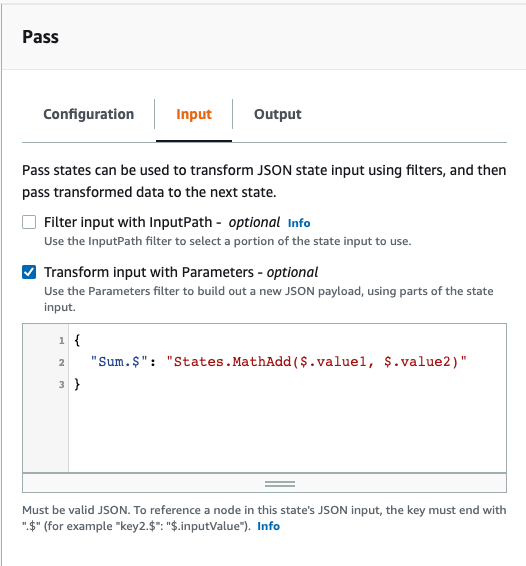 Pass
Configuration
Input
Output
Pass states can be used to transform JSON state input using filters, and then
pass transformed data to the next state.
Filter input with InputPath - optional Info
Use the InputPath filter to select a portion of the state input to use.
Transform input with Parameters - optional
Use the Parameters filter to build out a new JSON payload, using parts of the state
input.
1 {
2 "Sum.$": "States.MathAdd($.value1, $.value2)"
3 }
Must be valid JSON. To reference a node in this state's JSON input, the key must end with
".$" (for example "key2.$": "$.inputValue"). Info